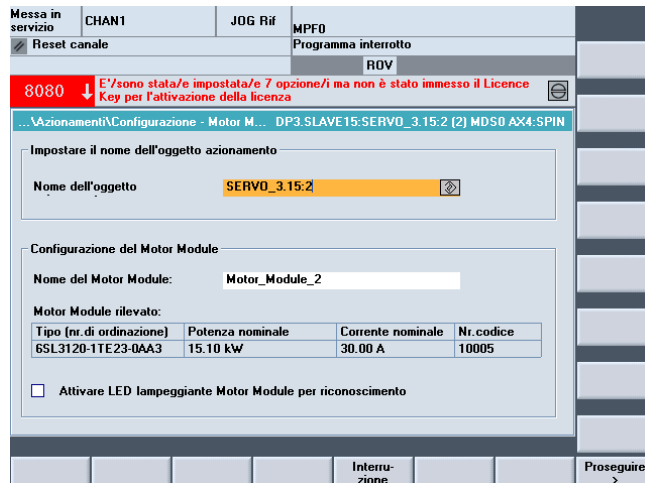 Messa in servizio
CHAN1
JOG Rif
MPF0
Reset canale
Programma interrotto
ROV
8080
E'/sono stata/e impostata/e 7 opzione/i ma non è stato immesso il Licence
Key per l'attivazione della licenza
...\Azionamenti\Configurazione - Motor M... DP3.SLAVE15:SERVO_3.15:2 (2) MDS0 AX4:SPIN
Impostare il nome dell'oggetto azionamento
Nome dell'oggetto
SERVO_3.15:2
Configurazione del Motor Module
Nome del Motor Module:
Motor_Module_2
Motor Module rilevato:
Tipo (nr.di ordinazione) Potenza nominale Corrente nominale Nr.codice
6SL3120-1TE23-0AA3 15.10 kW 30.00 A 10005
Attivare LED lampeggiante Motor Module per riconoscimento
Interru-
zione
Proseguire
>